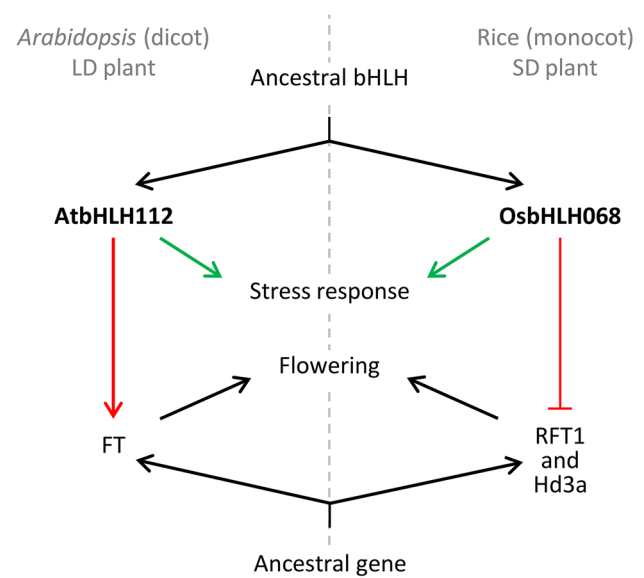 Arabidopsis (dicot)
LD plant
Rice (monocot)
SD plant
Ancestral bHLH
AtbHLH112
OsbHLH068
Stress response
Flowering
FT
RFT1
and
Hd3a
Ancestral gene